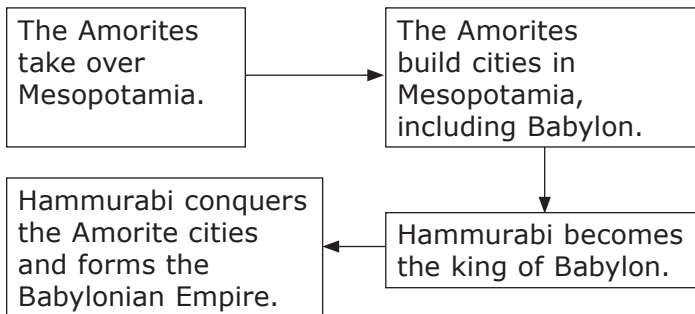 The Amorites
take over
Mesopotamia.
The Amorites
build cities in
Mesopotamia,
including Babylon.
Hammurabi becomes
the king of Babylon.
Hammurabi conquers
the Amorite cities
and forms the
Babylonian Empire.